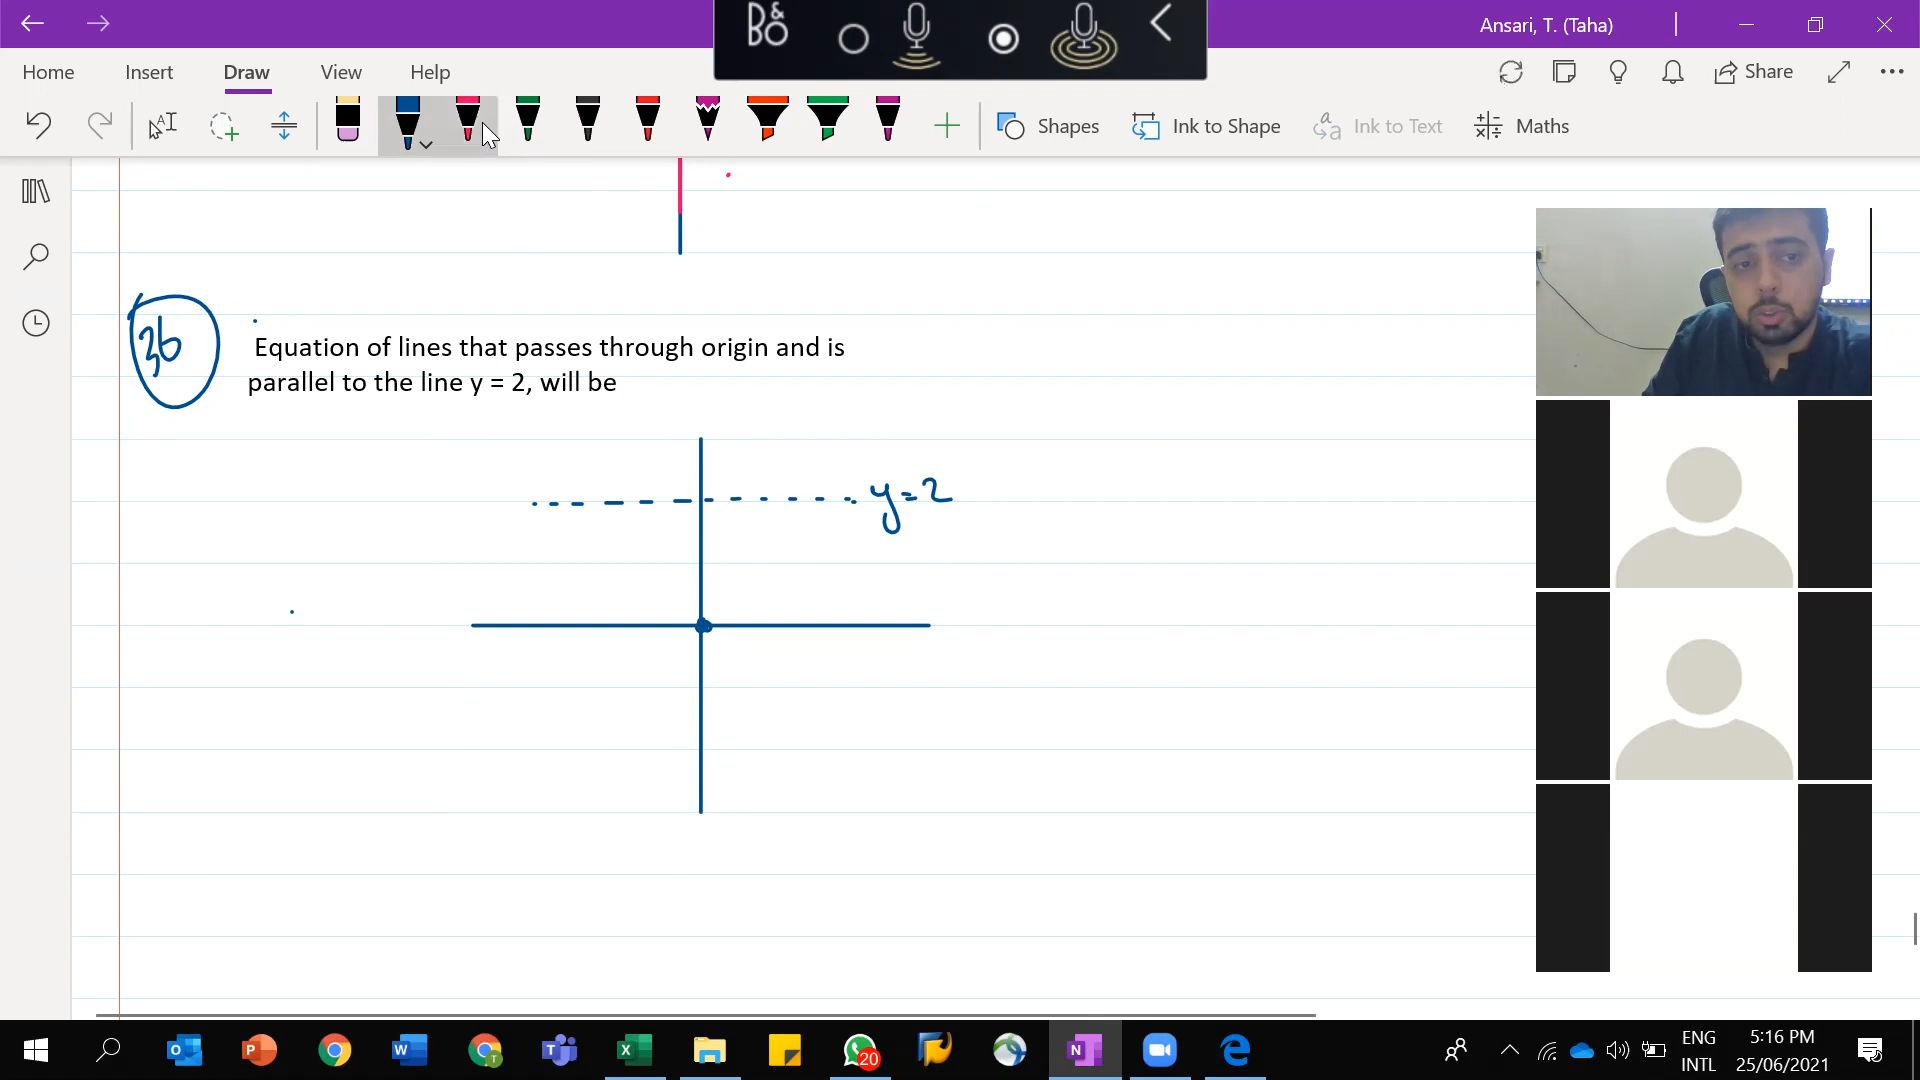 Ansari, T. (Taha)
B&O
Home Insert Draw View Help
Share
Shapes Ink to Shape Ink to Text Maths
36
Equation of lines that passes through origin and is
parallel to the line y = 2, will be
y=2
20
ENG
INTL
5:16 PM
25/06/2021